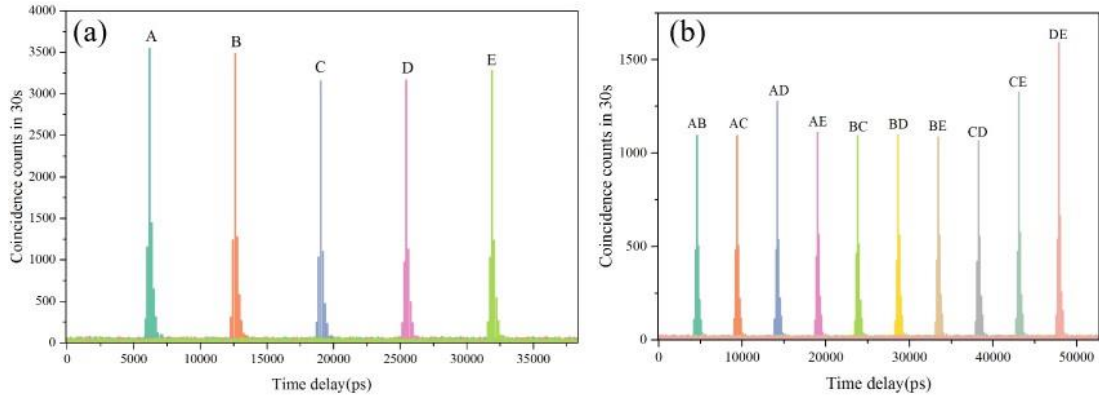 (a)
4000
3500
3000
2500
2000
1500
1000
500
0
Coincidence counts in 30s
A
B
C
D
E
0 5000 10000 15000 20000 25000 30000 35000
Time delay(ps)
(b)
1500
1000
500
0
Coincidence counts in 30s
AB
AC
AD
AE
BC
BD
BE
CD
CE
DE
0 10000 20000 30000 40000 50000
Time delay(ps)